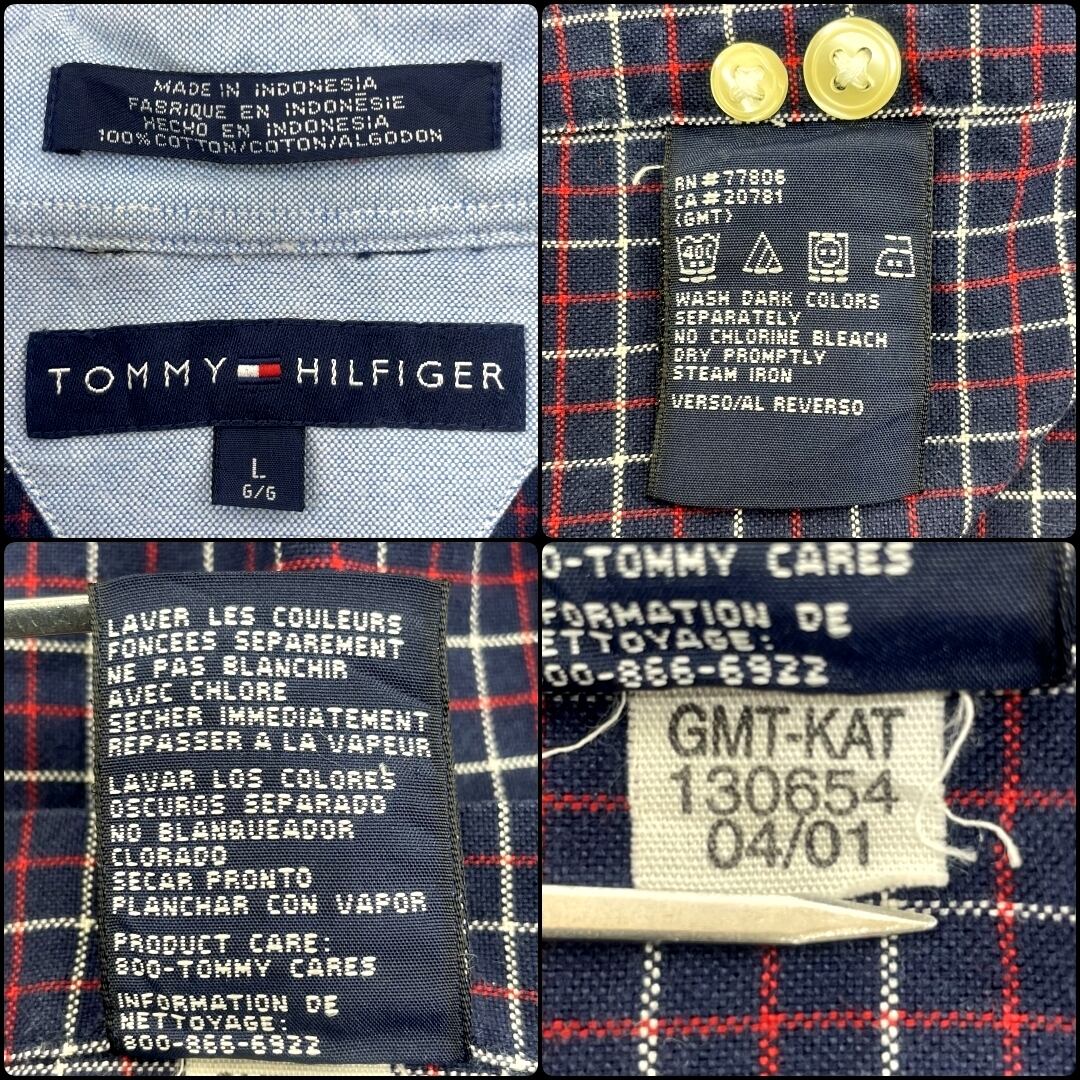 MADE IN INDONESIA
FABRIQUE EN INDONÉSIE
HECHO EN INDONESIA
100% COTTON/COTON/ALGODON
TOMMY HILFIGER
L
G/G
RN # 77806
CA # 20781
(GMT)
40
WASH DARK COLORS
SEPARATELY
NO CHLORINE BLEACH
DRY PROMPTLY
STEAM IRON
VERSO/AL REVERSO
LAVER LES COULEURS
FONCEES SEPAREMENT
NE PAS BLANCHIR
AVEC CHLORE
SECHER IMMEDIATEMENT
REPASSER A LA VAPEUR
LAVAR LOS COLORES
OSCUROS SEPARADO
NO BLANQUEADOR
CLORADO
SECAR PRONTO
PLANCHAR CON VAPOR
PRODUCT CARE:
800-TOMMY CARES
INFORMATION DE
NETTOYAGE:
800-866-6922
0-TOMMY CARES
FORMATION DE
ETTOYAGE:
00-866-6922
GMT-KAT
130654
04/01